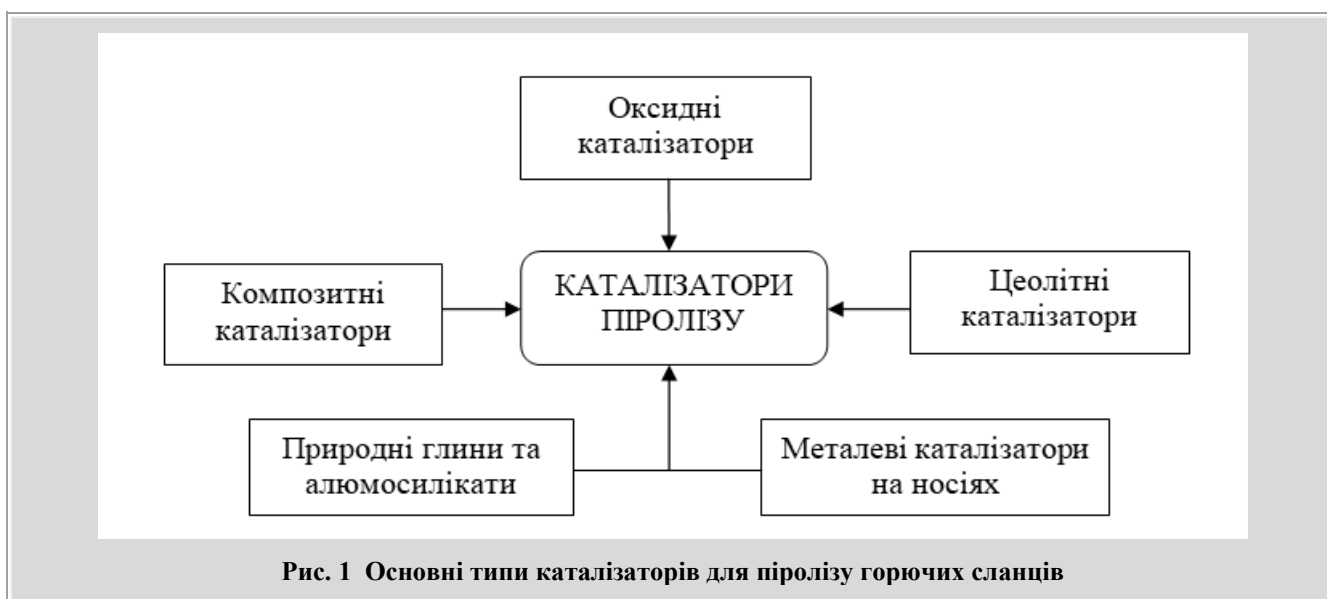 Оксидні
каталізатори
Композитні
каталізатори
КАТАЛІЗАТОРИ
ПІРОЛІЗУ
Цеолітні
каталізатори
Природні глини та
алюмосилікати
Металеві каталізатори
на носіях
Рис. 1 Основні типи каталізаторів для піролізу горючих сланців